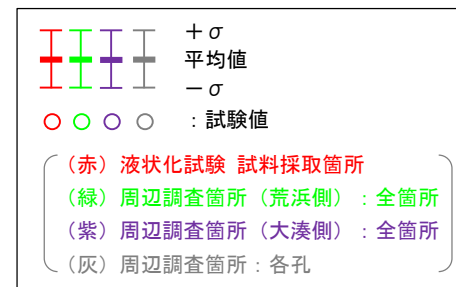 +σ
平均値
-σ
：試験値
（赤）液状化試験 試料採取箇所
（緑）周辺調査箇所（荒浜側）：全箇所
（紫）周辺調査箇所（大湊側）：全箇所
（灰）周辺調査箇所：各孔